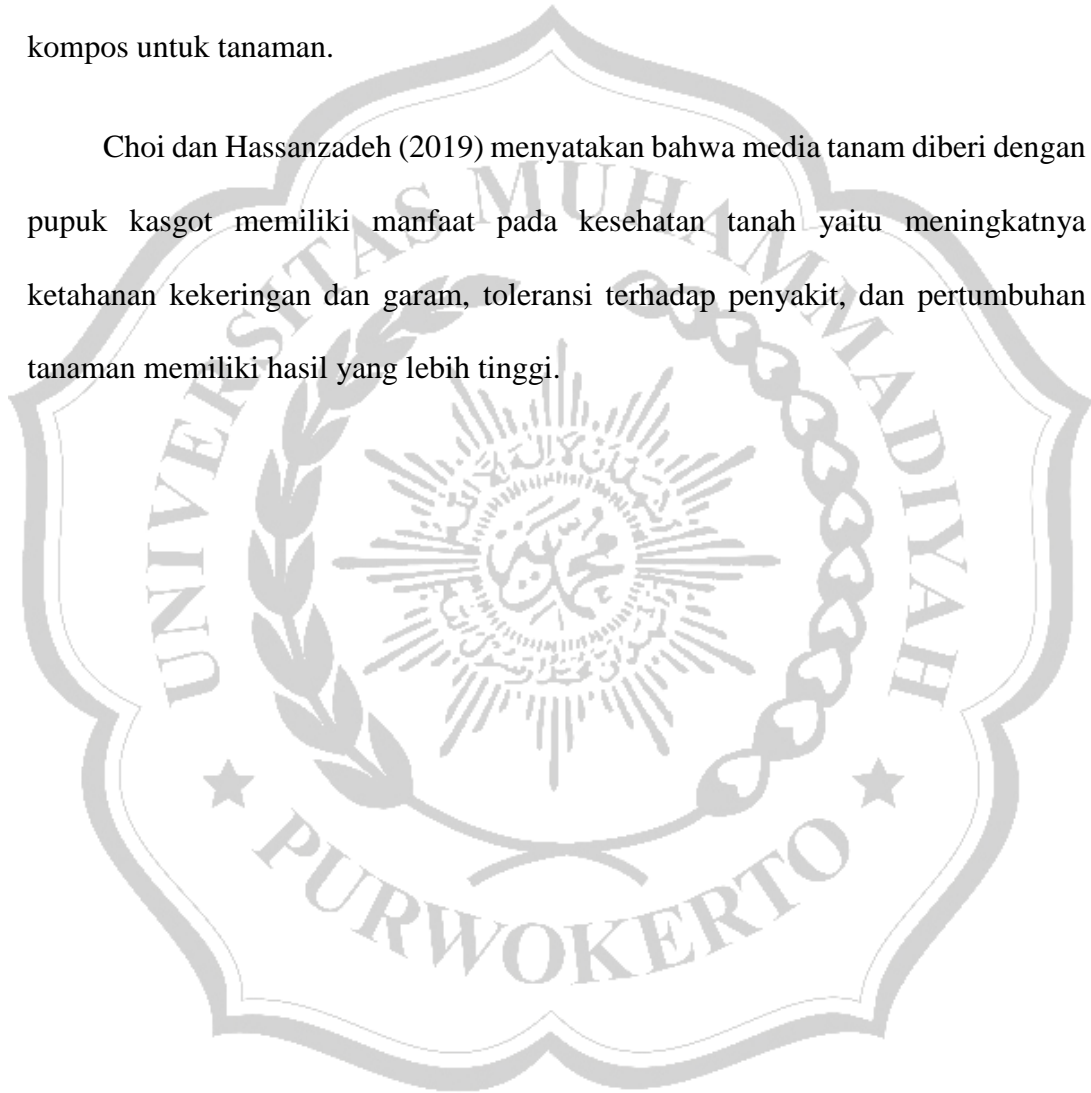 kompos untuk tanaman.
Choi dan Hassanzadeh (2019) menyatakan bahwa media tanam diberi dengan
pupuk kasgot memiliki manfaat pada kesehatan tanah yaitu meningkatnya
ketahanan kekeringan dan garam, toleransi terhadap penyakit, dan pertumbuhan
tanaman memiliki hasil yang lebih tinggi.
UNIVERSITAS MUHAMMADIYAH
PURWOKERTO